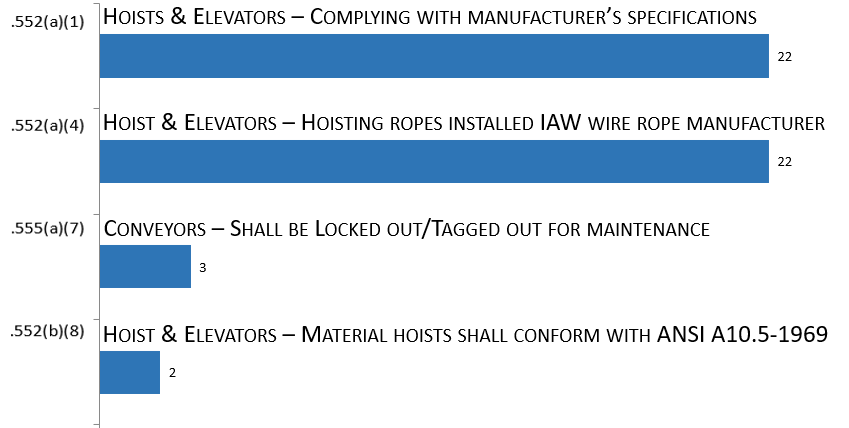 .552(a)(1) Hoists & Elevators – Complying with manufacturer’s specifications
22
.552(a)(4) Hoist & Elevators – Hoisting ropes installed IAW wire rope manufacturer
22
.555(a)(7) Conveyors – Shall be Locked out/Tagged out for maintenance
3
.552(b)(8) Hoist & Elevators – Material hoists shall conform with ANSI A10.5-1969
2